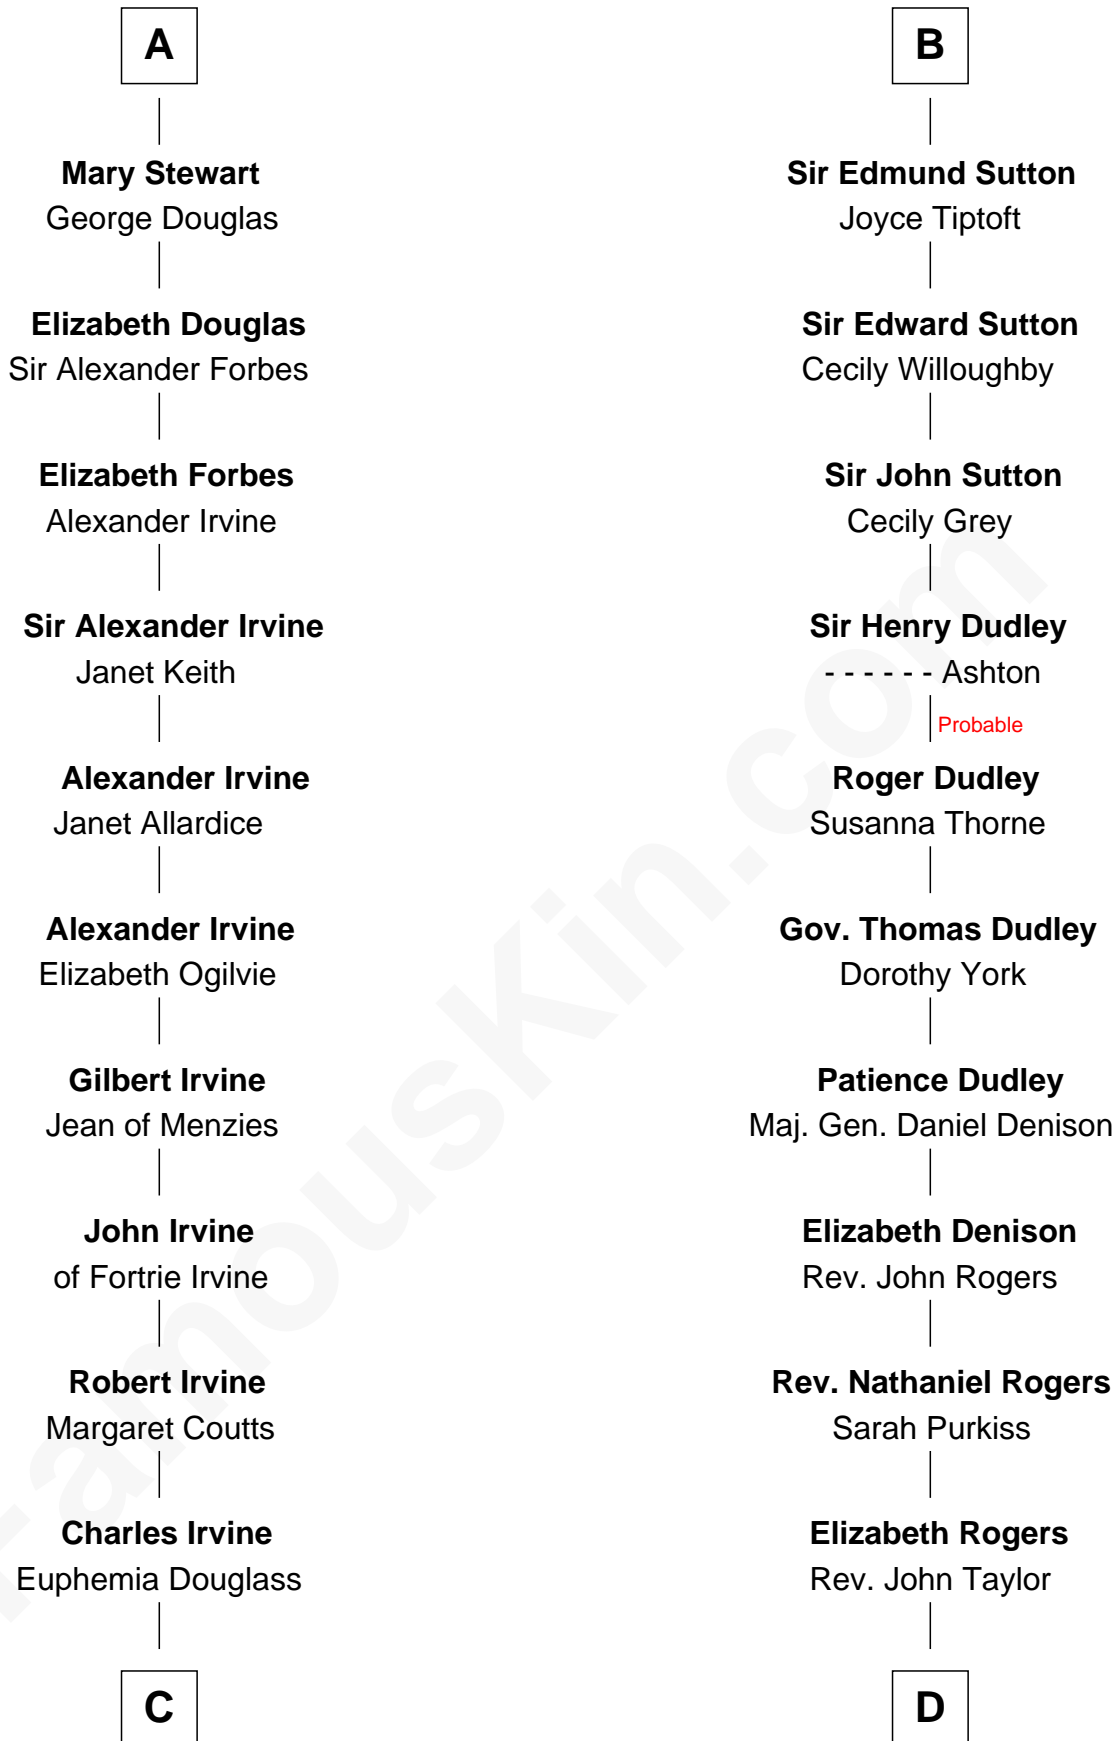 A
Mary Stewart
George Douglas
Elizabeth Douglas
Sir Alexander Forbes
Elizabeth Forbes
Alexander Irvine
Sir Alexander Irvine
Janet Keith
Alexander Irvine
Janet Allardice
Alexander Irvine
Elizabeth Ogilvie
Gilbert Irvine
Jean of Menzies
John Irvine
of Fortrie Irvine
Robert Irvine
Margaret Coutts
Charles Irvine
Euphemia Douglass
C
B
Sir Edmund Sutton
Joyce Tiptoft
Sir Edward Sutton
Cecily Willoughby
Sir John Sutton
Cecily Grey
Sir Henry Dudley
- - - - - - Ashton
Probable
Roger Dudley
Susanna Thorne
Gov. Thomas Dudley
Dorothy York
Patience Dudley
Maj. Gen. Daniel Denison
Elizabeth Denison
Rev. John Rogers
Rev. Nathaniel Rogers
Sarah Purkiss
Elizabeth Rogers
Rev. John Taylor
D
FamousKin.com